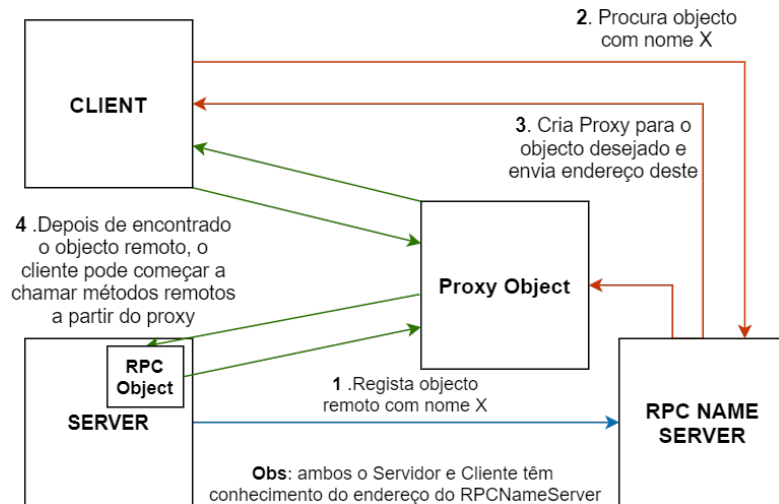 2. Procura objecto
com nome X
CLIENT
3. Cria Proxy para o
objecto desejado e
envia endereço deste
4 .Depois de encontrado
o objecto remoto, o
cliente pode começar a
chamar métodos remotos
a partir do proxy
Proxy Object
RPC
Object
SERVER
1 .Regista objecto
remoto com nome X
RPC NAME
SERVER
Obs: ambos o Servidor e Cliente têm
conhecimento do endereço do RPCNameServer